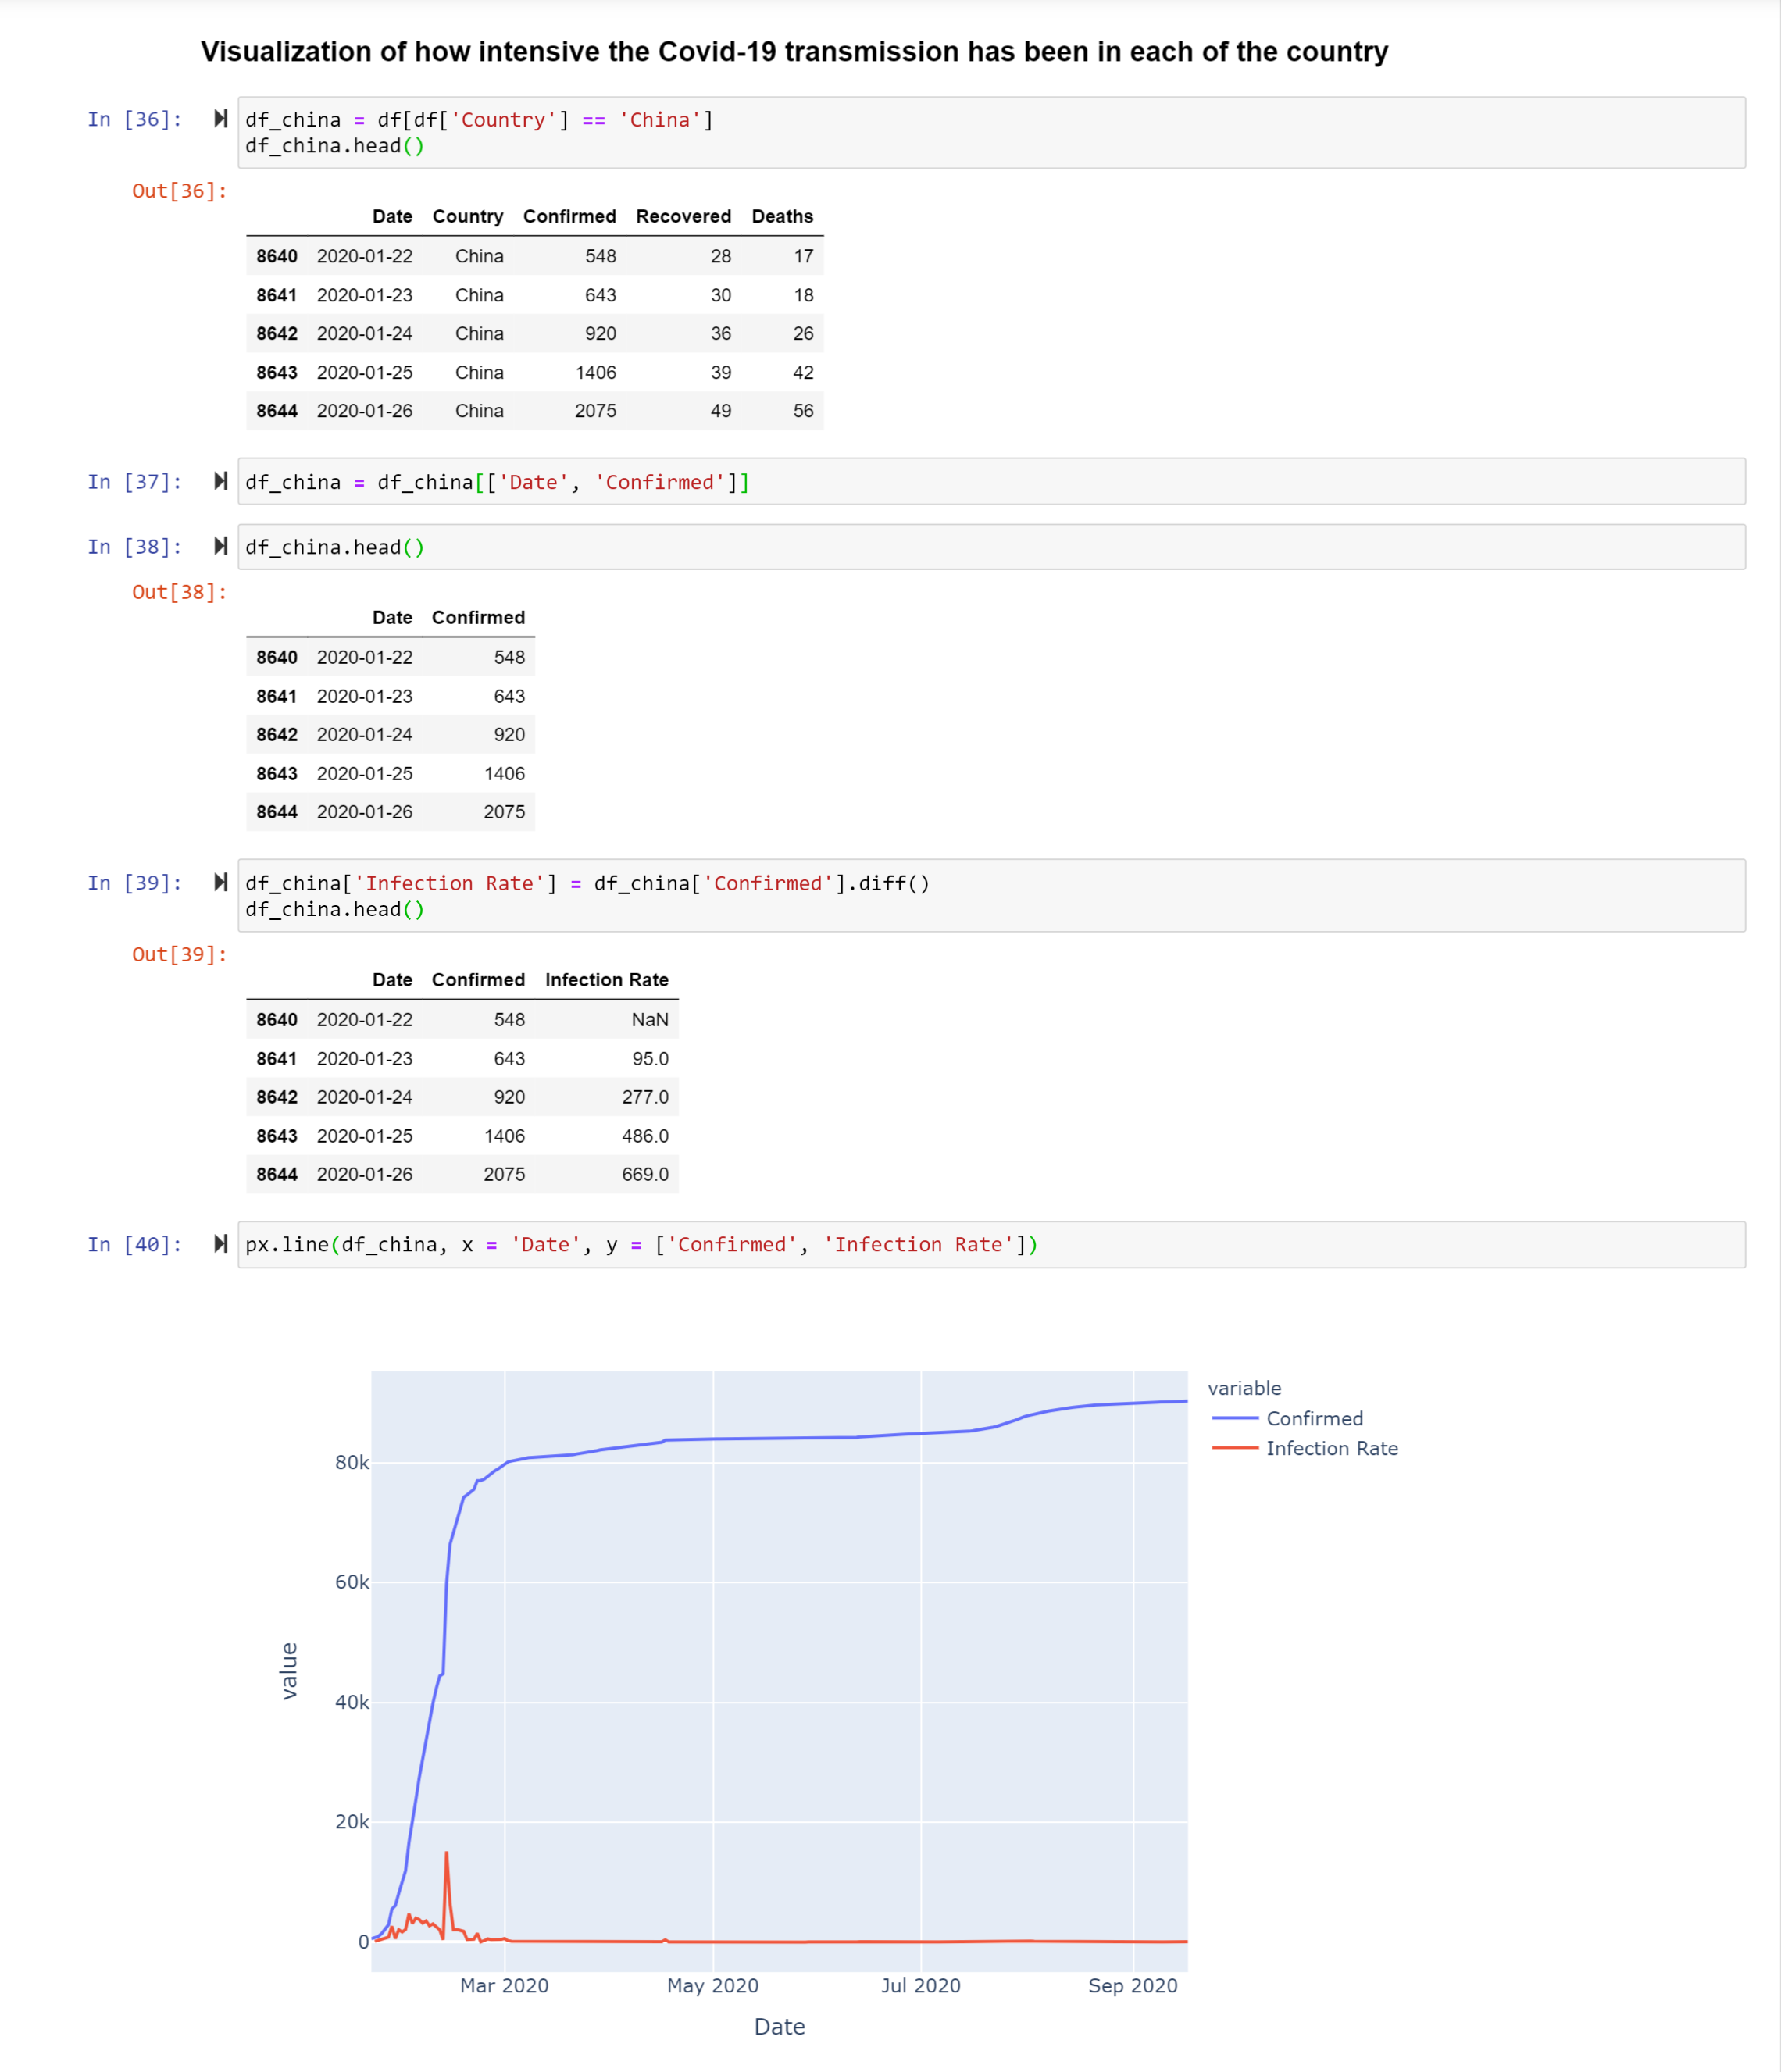 Visualization of how intensive the Covid-19 transmission has been in each of the country
In [36]: df_china = df[df['Country'] == 'China']
df_china.head()
Out[36]:
Date Country Confirmed Recovered Deaths
8640 2020-01-22 China 548 28 17
8641 2020-01-23 China 643 30 18
8642 2020-01-24 China 920 36 26
8643 2020-01-25 China 1406 39 42
8644 2020-01-26 China 2075 49 56
In [37]: df_china = df_china[['Date', 'Confirmed']]
In [38]: df_china.head()
Out[38]:
Date Confirmed
8640 2020-01-22 548
8641 2020-01-23 643
8642 2020-01-24 920
8643 2020-01-25 1406
8644 2020-01-26 2075
In [39]: df_china['Infection Rate'] = df_china['Confirmed'].diff()
df_china.head()
Out[39]:
Date Confirmed Infection Rate
8640 2020-01-22 548 NaN
8641 2020-01-23 643 95.0
8642 2020-01-24 920 277.0
8643 2020-01-25 1406 486.0
8644 2020-01-26 2075 669.0
In [40]: px.line(df_china, x = 'Date', y = ['Confirmed', 'Infection Rate'])
variable
Confirmed
Infection Rate
80k
60k
value
40k
20k
0
Mar 2020 May 2020 Jul 2020 Sep 2020
Date